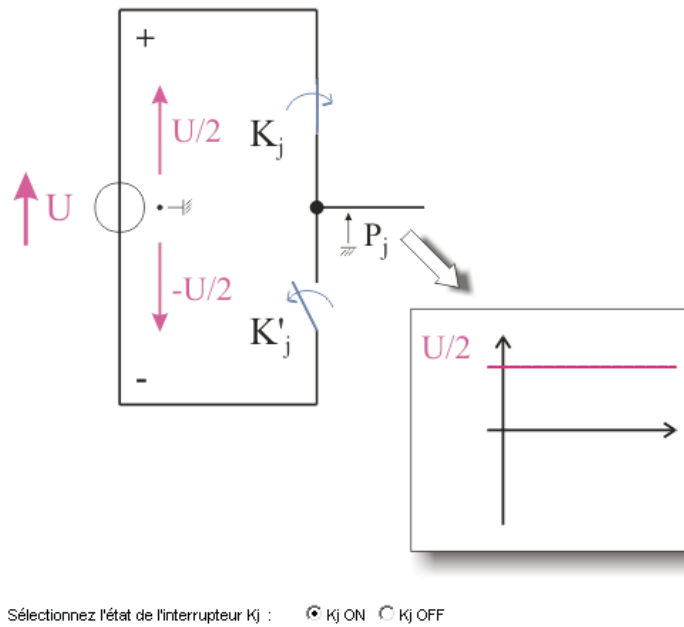 +
U/2
Kj
U
Pj
-U/2
K'j
-
U/2
Sélectionnez l'état de l'interrupteur Kj : Kj ON Kj OFF